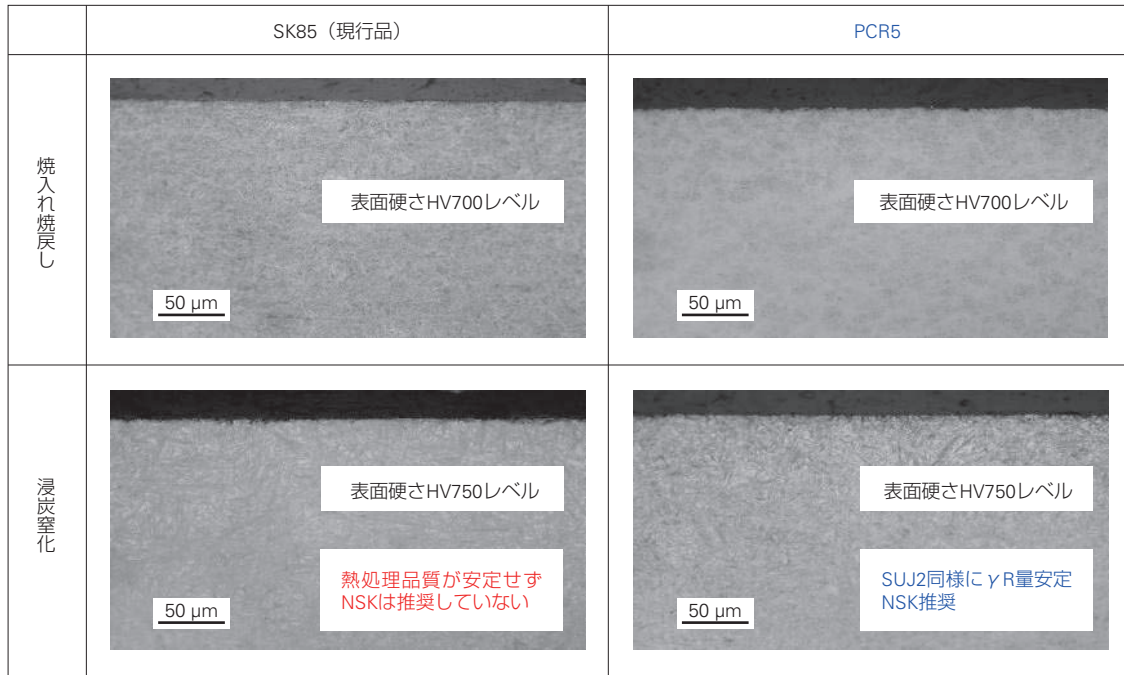 SK85（現行品）
PCR5
焼入れ焼戻し
表面硬さHV700レベル
50 μm
表面硬さHV700レベル
50 μm
浸炭窒化
表面硬さHV750レベル
熱処理品質が安定せず
NSKは推奨していない
50 μm
表面硬さHV750レベル
SUJ2同様にγR量安定
NSK推奨
50 μm